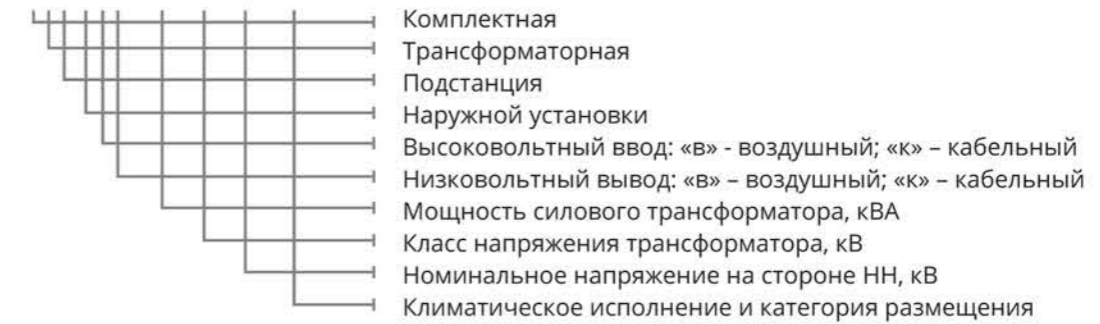 Комплектная
Трансформаторная
Подстанция
Наружной установки
Высоковольтный ввод: «в» - воздушный; «к» – кабельный
Низковольтный вывод: «в» – воздушный; «к» – кабельный
Мощность силового трансформатора, кВА
Класс напряжения трансформатора, кВ
Номинальное напряжение на стороне НН, кВ
Климатическое исполнение и категория размещения